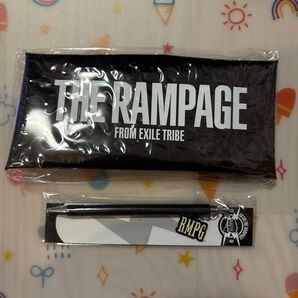 THE RAMPAGE
FROM EXILE TRIBE
RMPG